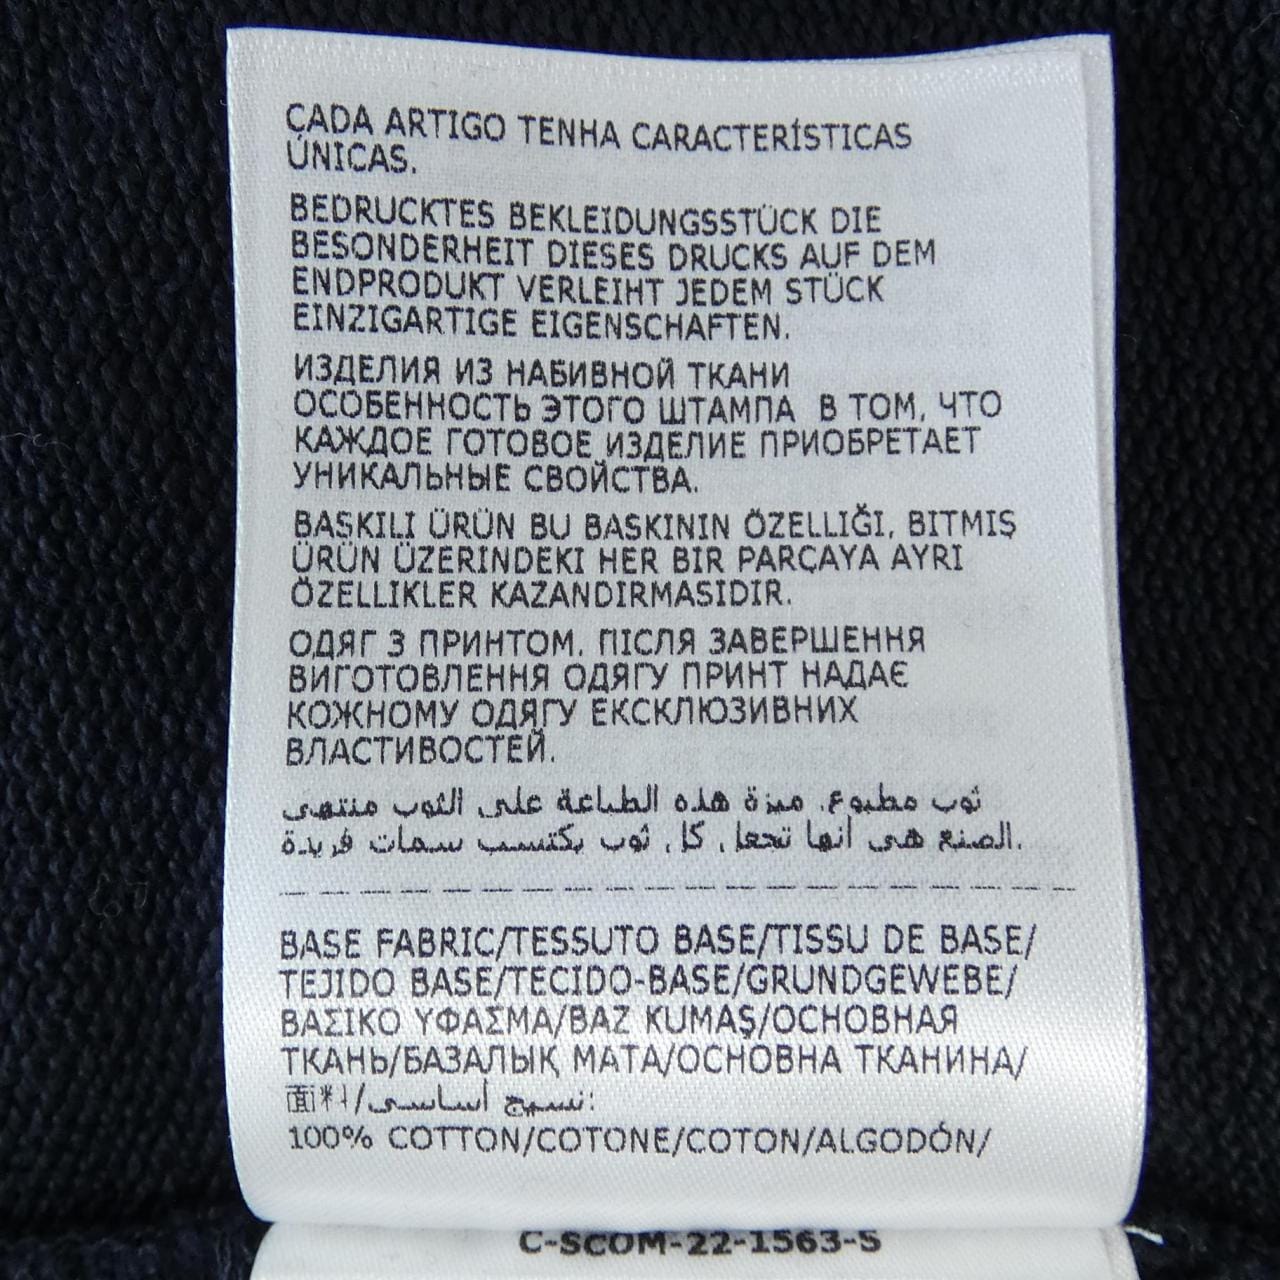 CADA ARTIGO TENHA CARACTERÍSTICAS
ÚNICAS.
BEDRUCKTES BEKLEIDUNGSSTÜCK DIE
BESONDERHEIT DIESES DRUCKS AUF DEM
ENDPRODUKT VERLEIHT JEDEM STÜCK
EINZIGARTIGE EIGENSCHAFTEN.
ИЗДЕЛИЯ ИЗ НАБИВНОЙ ТКАНИ
ОСОБЕННОСТЬ ЭТОГО ШТАМПА В ТОМ, ЧТО
КАЖДОЕ ГОТОВОЕ ИЗДЕЛИЕ ПРИОБРЕТАЕТ
УНИКАЛЬНЫЕ СВОЙСТВА.
BASKILI ÜRÜN BU BASKININ ÖZELLIĞI, BITMIŞ
ÜRÜN ÜZERINDEKI HER BIR PARÇAYA AYRI
ÖZELLIKLER KAZANDIRMASIDIR.
ОДЯГ З ПРИНТОМ. ПІСЛЯ ЗАВЕРШЕННЯ
ВИГОТОВЛЕННЯ ОДЯГУ ПРИНТ НАДАЄ
КОЖНОМУ ОДЯГУ ЕКСКЛЮЗИВНИХ
ВЛАСТИВОСТЕЙ.
ثوب مطبوع. ميزة هذه الطباعة على الثوب منتهى
الصنع هى أنها تجعل كل ثوب يكتسب سمات فريدة.
BASE FABRIC/TESSUTO BASE/TISSU DE BASE/
TEJIDO BASE/TECIDO-BASE/GRUNDGEWEBE/
ΒΑΣΙΚΟ ΥΦΑΣΜΑ/BAZ KUMAŞ/ОСНОВНАЯ
ТКАНЬ/БАЗАЛЫҚ МАТА/ОСНОВНА ТКАНИНА/
面料/نسيج أساسى:
100% COTTON/COTONE/COTON/ALGODÓN/
C-SCOM-22-1563-S